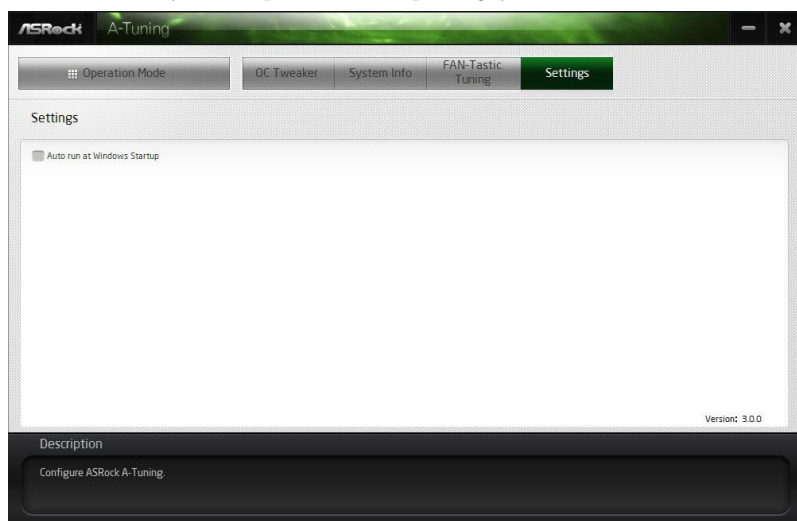 ASRock A-Tuning
Operation Mode OC Tweaker System Info FAN-Tastic
Tuning Settings
Settings
Auto run at Windows Startup
Version: 3.0.0
Description
Configure ASRock A-Tuning.